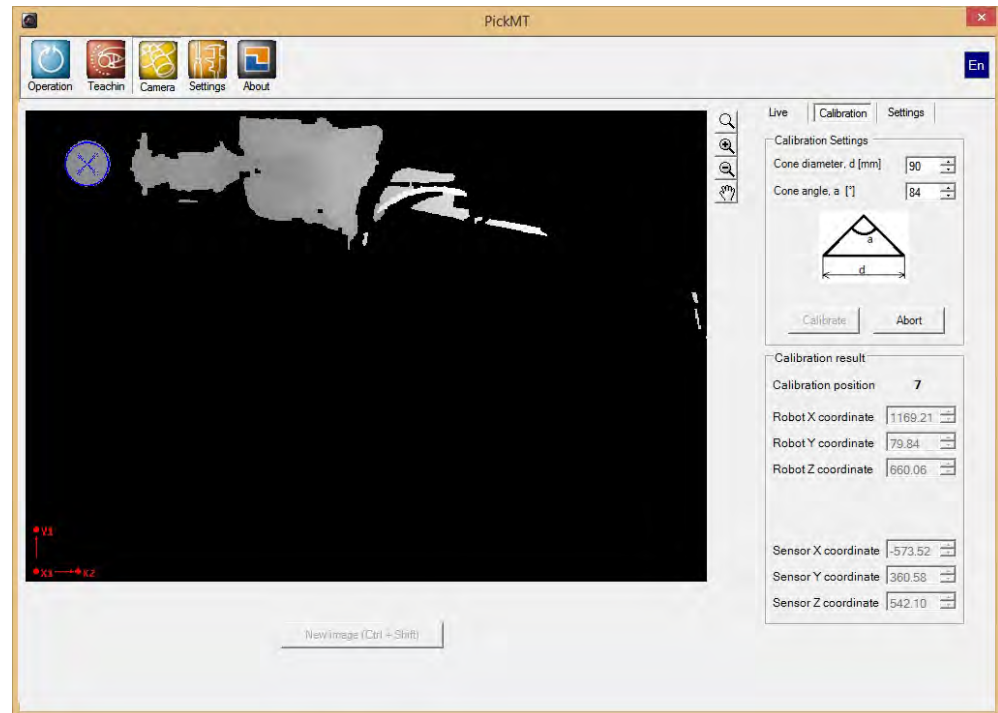 PickMT
Operation Teachin Camera Settings About
En
Live Calibration Settings
Calibration Settings
Cone diameter, d [mm] 90
Cone angle, a [°] 84
a
d
Calibrate Abort
Calibration result
Calibration position 7
Robot X coordinate 1169.21
Robot Y coordinate 79.84
Robot Z coordinate 660.06
Sensor X coordinate -573.52
Sensor Y coordinate 360.58
Sensor Z coordinate 542.10
Y1
X1 X2
New image (Ctrl + Shift)